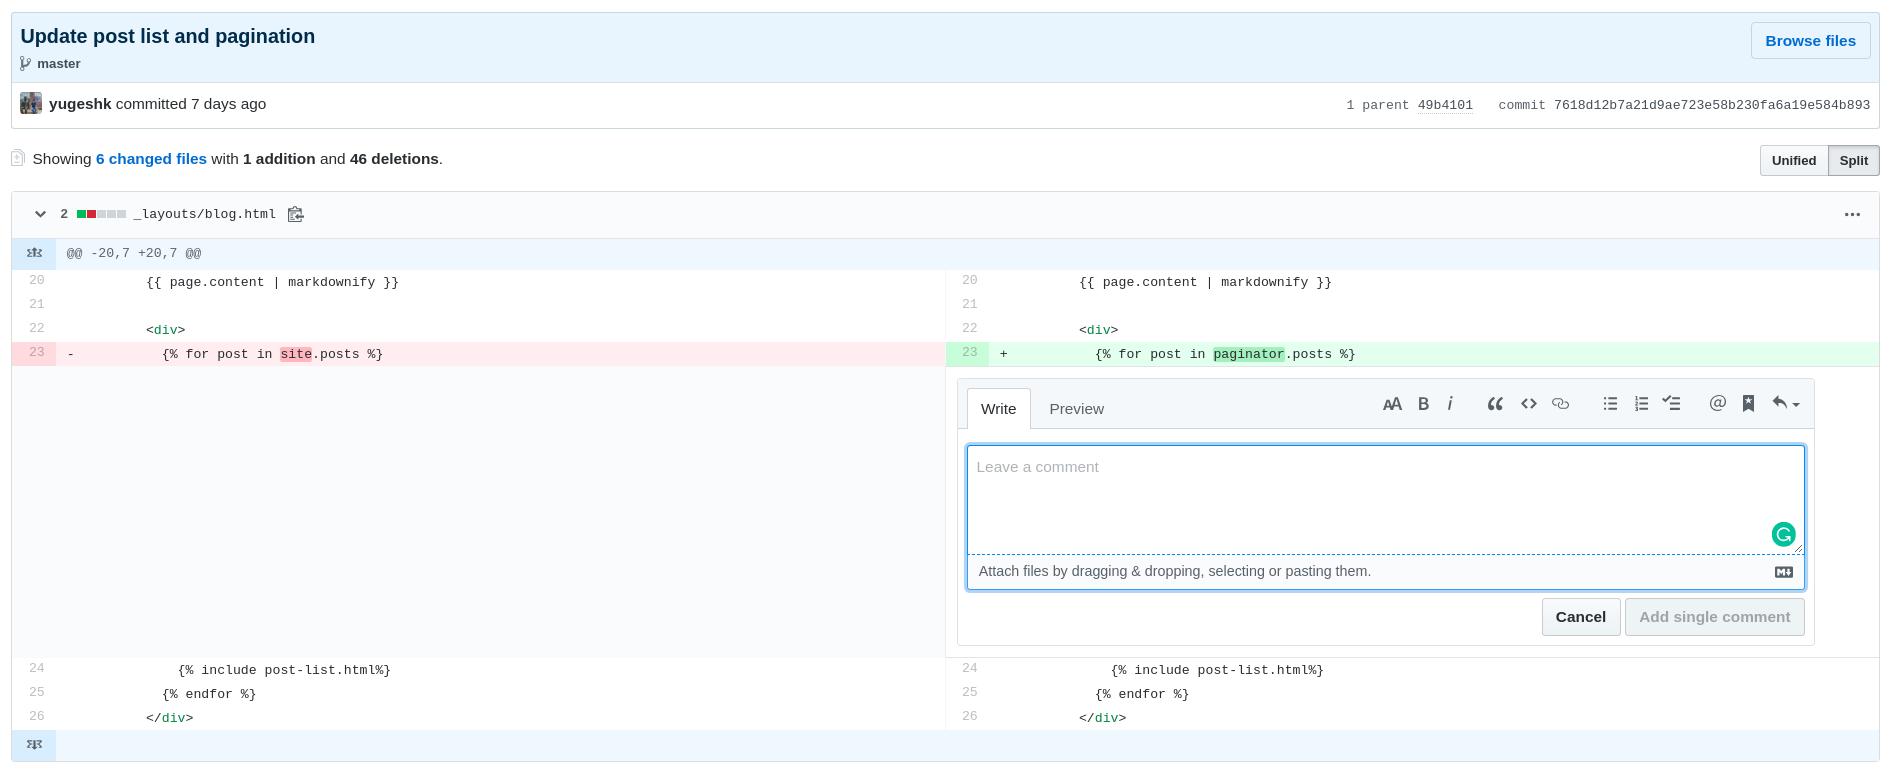 Update post list and pagination
Browse files
master
yugeshk committed 7 days ago
1 parent 49b4101 commit 7618d12b7a21d9ae723e58b230fa6a19e584b893
Showing 6 changed files with 1 addition and 46 deletions.
Unified Split
2 _layouts/blog.html
@@ -20,7 +20,7 @@
20 {{ page.content | markdownify }}
20 {{ page.content | markdownify }}
21
21
22 <div>
22 <div>
23 - {% for post in site.posts %}
23 + {% for post in paginator.posts %}
Write Preview
AA B i
Leave a comment
Attach files by dragging & dropping, selecting or pasting them.
Cancel Add single comment
24 {% include post-list.html%}
24 {% include post-list.html%}
25 {% endfor %}
25 {% endfor %}
26 </div>
26 </div>